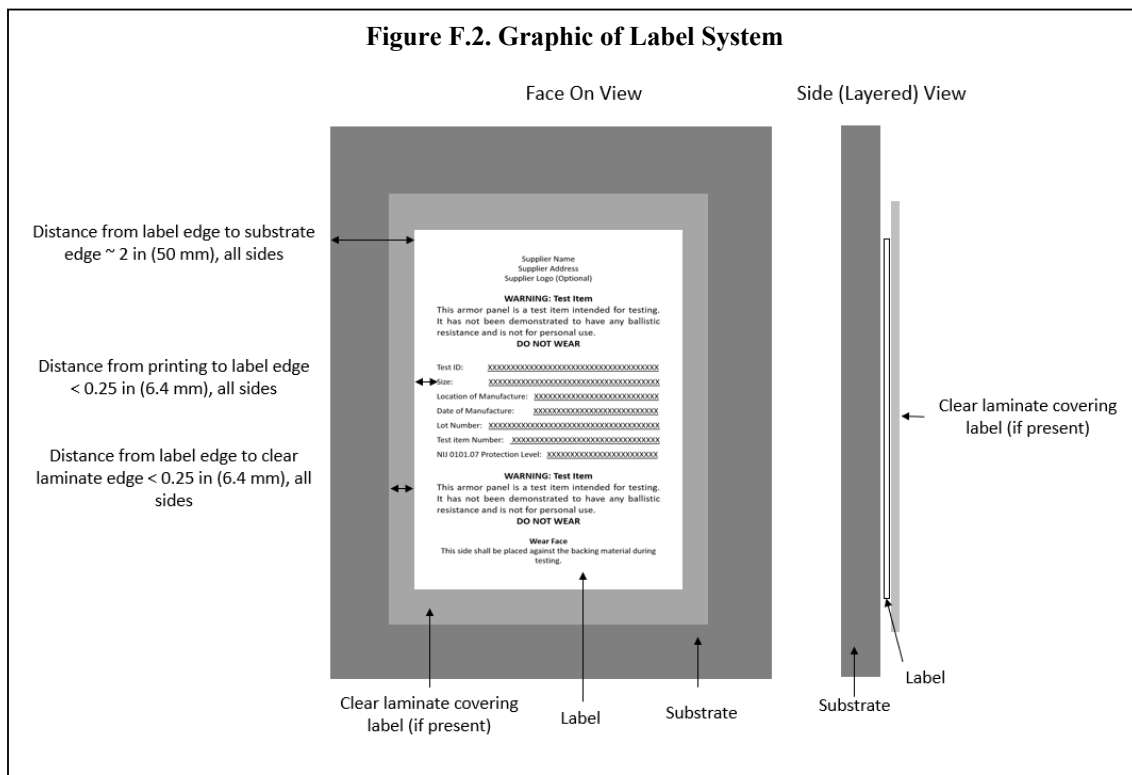 Figure F.2. Graphic of Label System
Face On View
Side (Layered) View
Distance from label edge to substrate
edge ~ 2 in (50 mm), all sides
Distance from printing to label edge
< 0.25 in (6.4 mm), all sides
Distance from label edge to clear
laminate edge < 0.25 in (6.4 mm), all
sides
Supplier Name
Supplier Address
Supplier Logo (Optional)
WARNING: Test Item
This armor panel is a test item intended for testing.
It has not been demonstrated to have any ballistic
resistance and is not for personal use.
DO NOT WEAR
Test ID: XXXXXXXXXXXXXXXXXXXXXXXXXXXXXXXXXXXXX
Size: XXXXXXXXXXXXXXXXXXXXXXXXXXXXXXXXXXXXX
Location of Manufacture: XXXXXXXXXXXXXXXXXXXXXXXXXXX
Date of Manufacture: XXXXXXXXXXXXXXXXXXXXXXXXXXX
Lot Number: XXXXXXXXXXXXXXXXXXXXXXXXXXXXXXXXXXXXX
Test item Number: XXXXXXXXXXXXXXXXXXXXXXXXXXXXXXXX
NIJ 0101.07 Protection Level: XXXXXXXXXXXXXXXXXXXXXXXX
WARNING: Test Item
This armor panel is a test item intended for testing.
It has not been demonstrated to have any ballistic
resistance and is not for personal use.
DO NOT WEAR
Wear Face
This side shall be placed against the backing material during
testing.
Clear laminate covering
label (if present)
Label
Substrate
Clear laminate covering
label (if present)
Label
Substrate